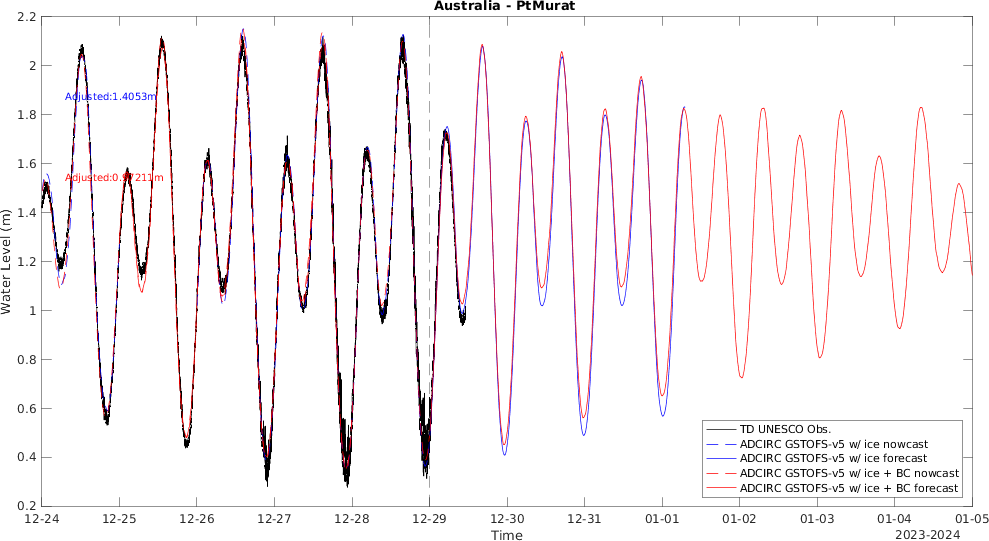 Australia - PtMurat
2.2
2
1.8
1.6
1.4
1.2
1
0.8
0.6
0.4
0.2
Water Level (m)
Adjusted:1.4053m
Adjusted:0.97211m
TD UNESCO Obs.
ADCIRC GSTOFS-v5 w/ ice nowcast
ADCIRC GSTOFS-v5 w/ ice forecast
ADCIRC GSTOFS-v5 w/ ice + BC nowcast
ADCIRC GSTOFS-v5 w/ ice + BC forecast
12-24 12-25 12-26 12-27 12-28 12-29 12-30 12-31 01-01 01-02 01-03 01-04 01-05
Time
2023-2024